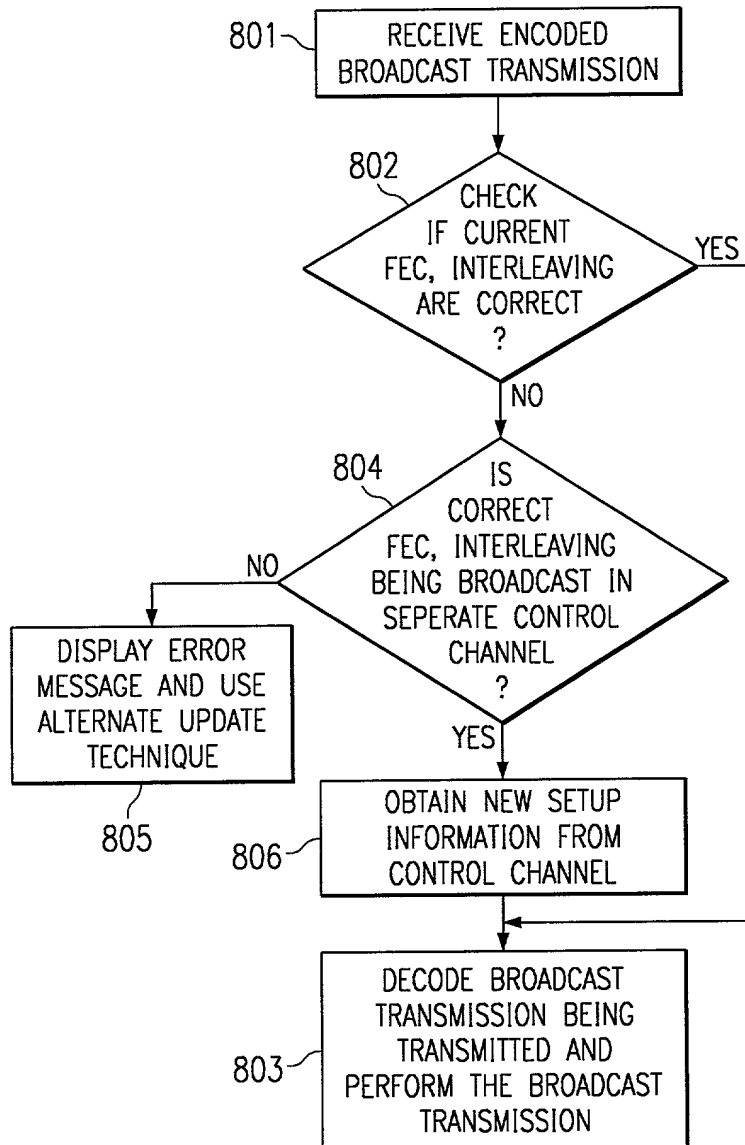 801
RECEIVE ENCODED
BROADCAST TRANSMISSION
802
CHECK
IF CURRENT
FEC, INTERLEAVING
ARE CORRECT
?
YES
NO
804
IS
CORRECT
FEC, INTERLEAVING
BEING BROADCAST IN
SEPERATE CONTROL
CHANNEL
?
NO
YES
DISPLAY ERROR
MESSAGE AND USE
ALTERNATE UPDATE
TECHNIQUE
805
806
OBTAIN NEW SETUP
INFORMATION FROM
CONTROL CHANNEL
803
DECODE BROADCAST
TRANSMISSION BEING
TRANSMITTED AND
PERFORM THE BROADCAST
TRANSMISSION